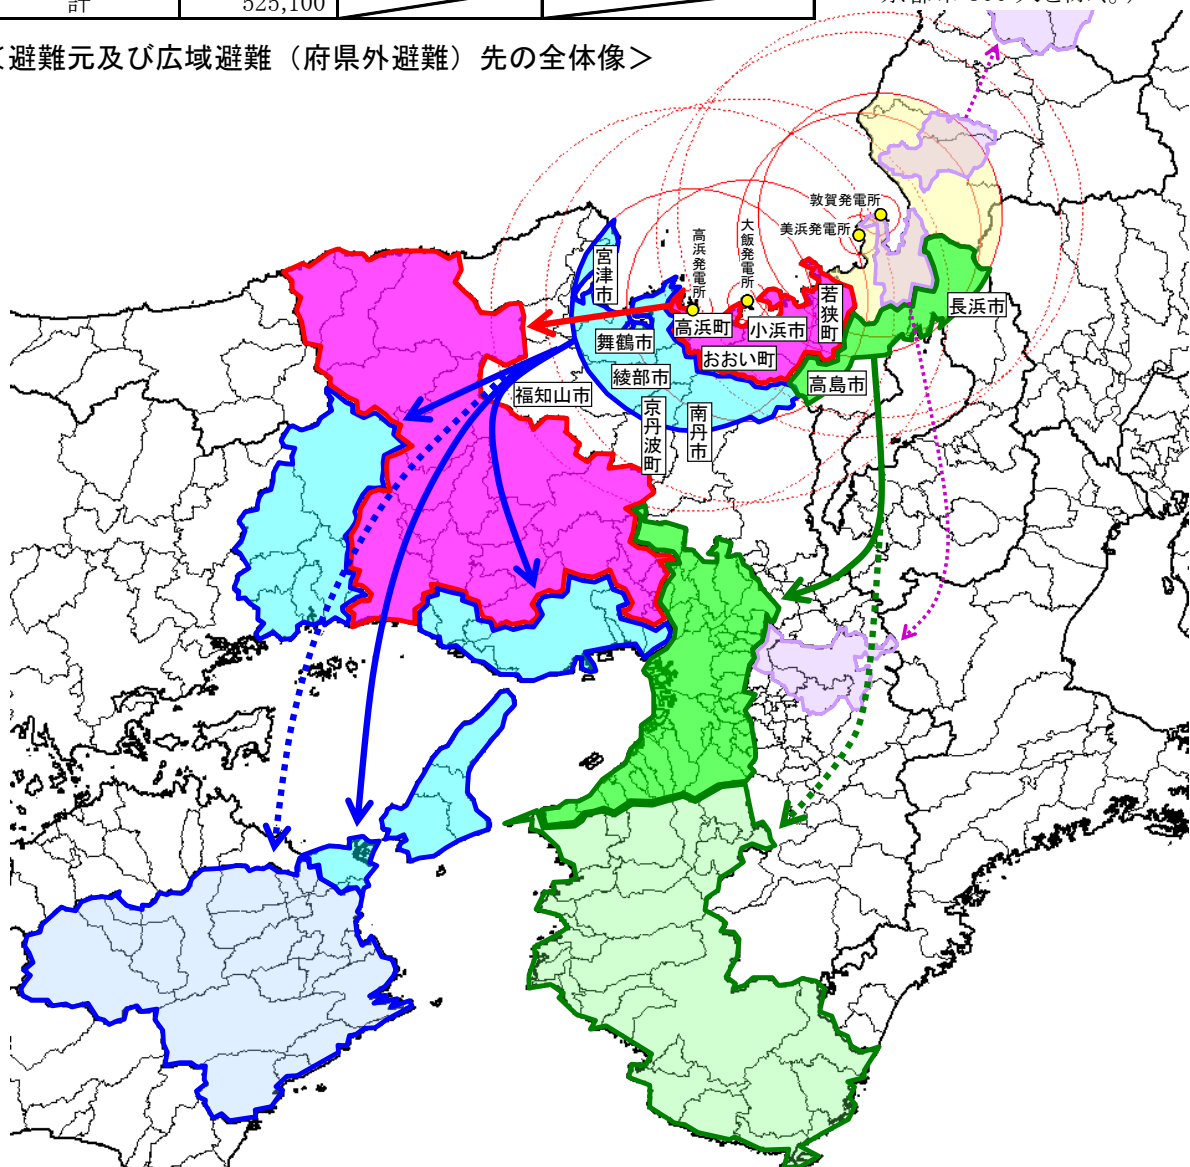 計 525,100
＜避難元及び広域避難（府県外避難）先の全体像＞
敦賀発電所
美浜発電所
大飯発電所
高浜発電所
宮津市
若狭町
長浜市
高浜町
小浜市
舞鶴市
おおい町
綾部市
高島市
福知山市
京丹波町
南丹市